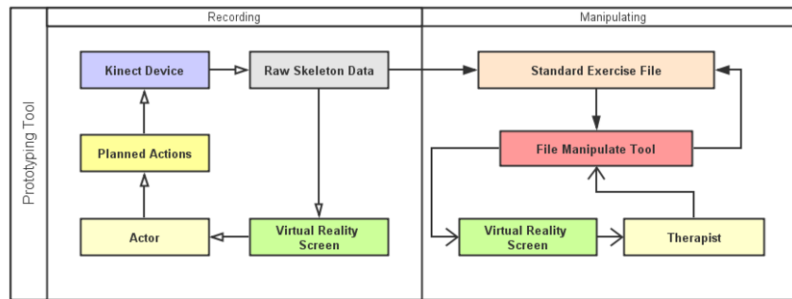 Recording
Manipulating
Prototyping Tool
Kinect Device
Raw Skeleton Data
Standard Exercise File
Planned Actions
File Manipulate Tool
Actor
Virtual Reality
Screen
Virtual Reality
Screen
Therapist